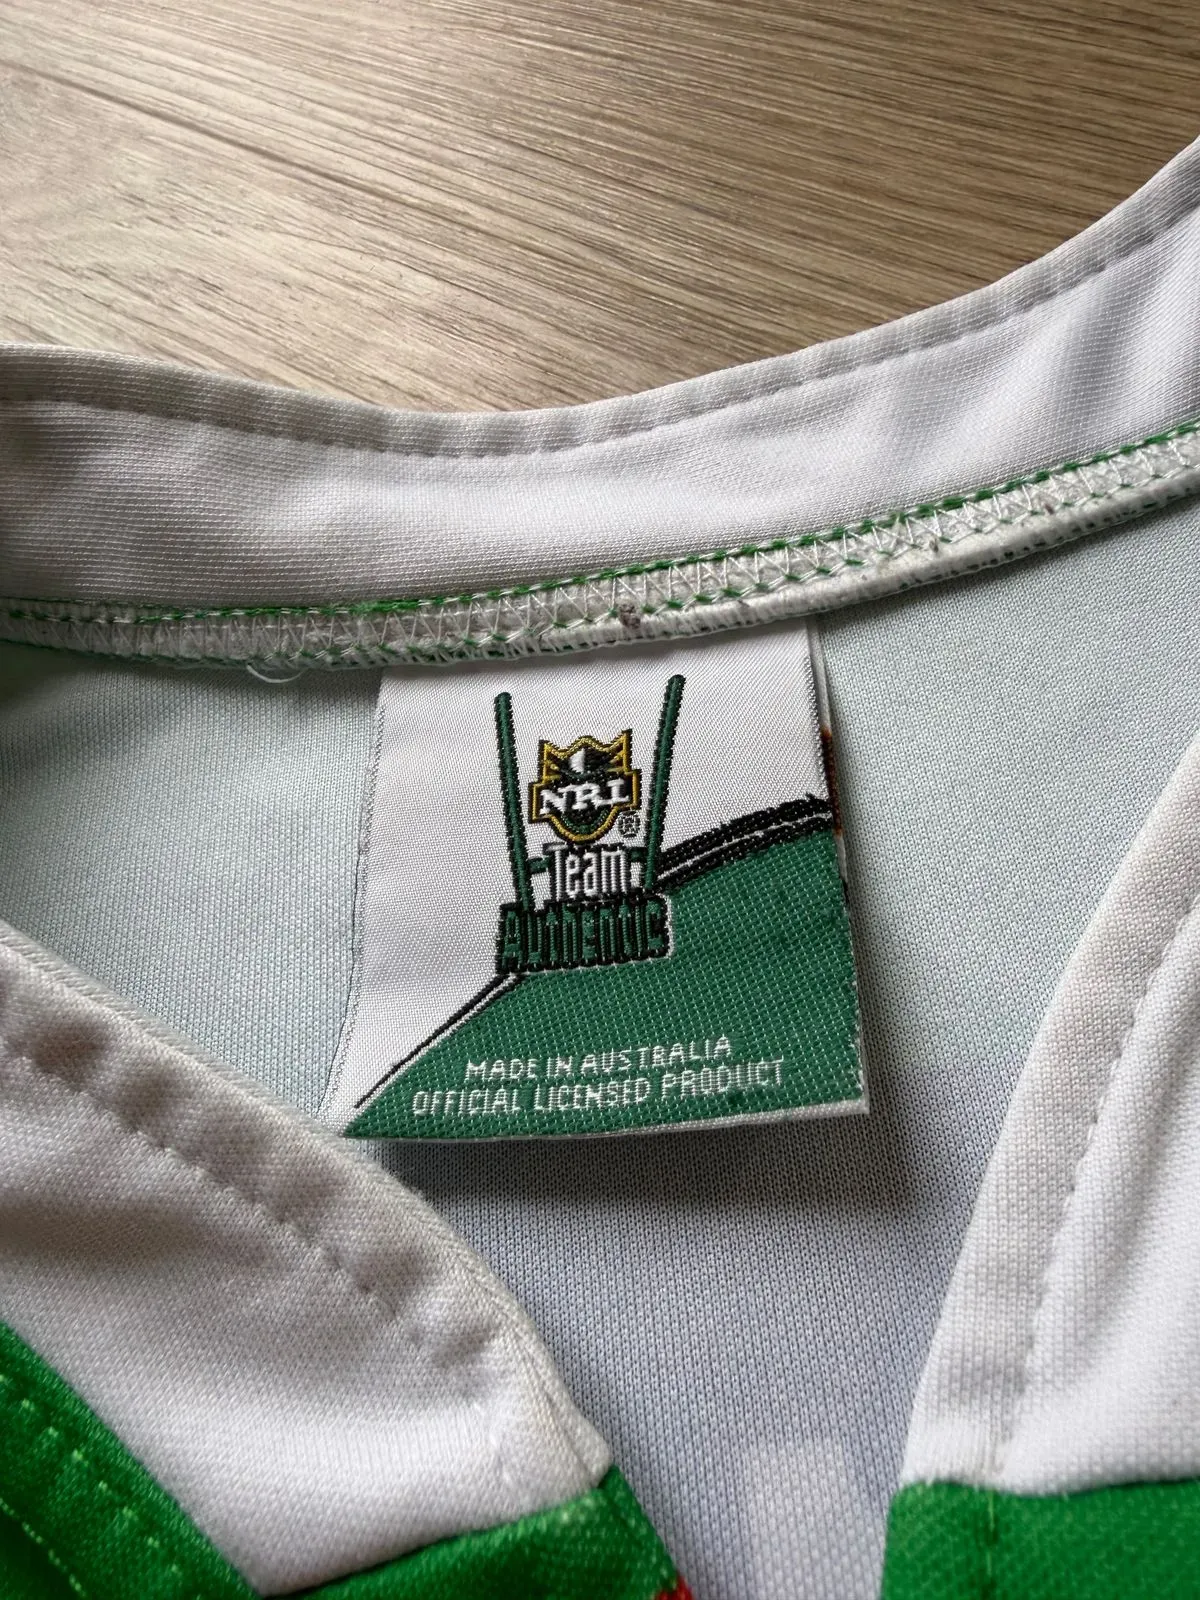 NRL
®
Team
AUTHENTICS
MADE IN AUSTRALIA
OFFICIAL LICENSED PRODUCT